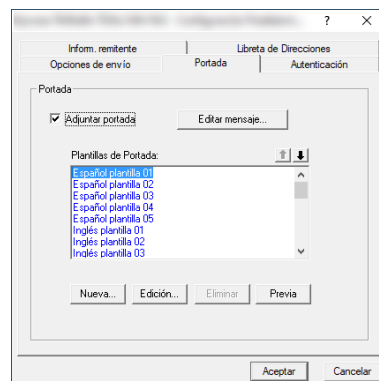 Inform. remitente
Libreta de Direcciones
Opciones de envío
Portada
Autenticación
Portada
Adjuntar portada
Editar mensaje...
Plantillas de Portada:
Español plantilla 01
Español plantilla 02
Español plantilla 03
Español plantilla 04
Español plantilla 05
Inglés plantilla 01
Inglés plantilla 02
Inglés plantilla 03
Nueva...
Edición...
Eliminar
Previa
Aceptar
Cancelar